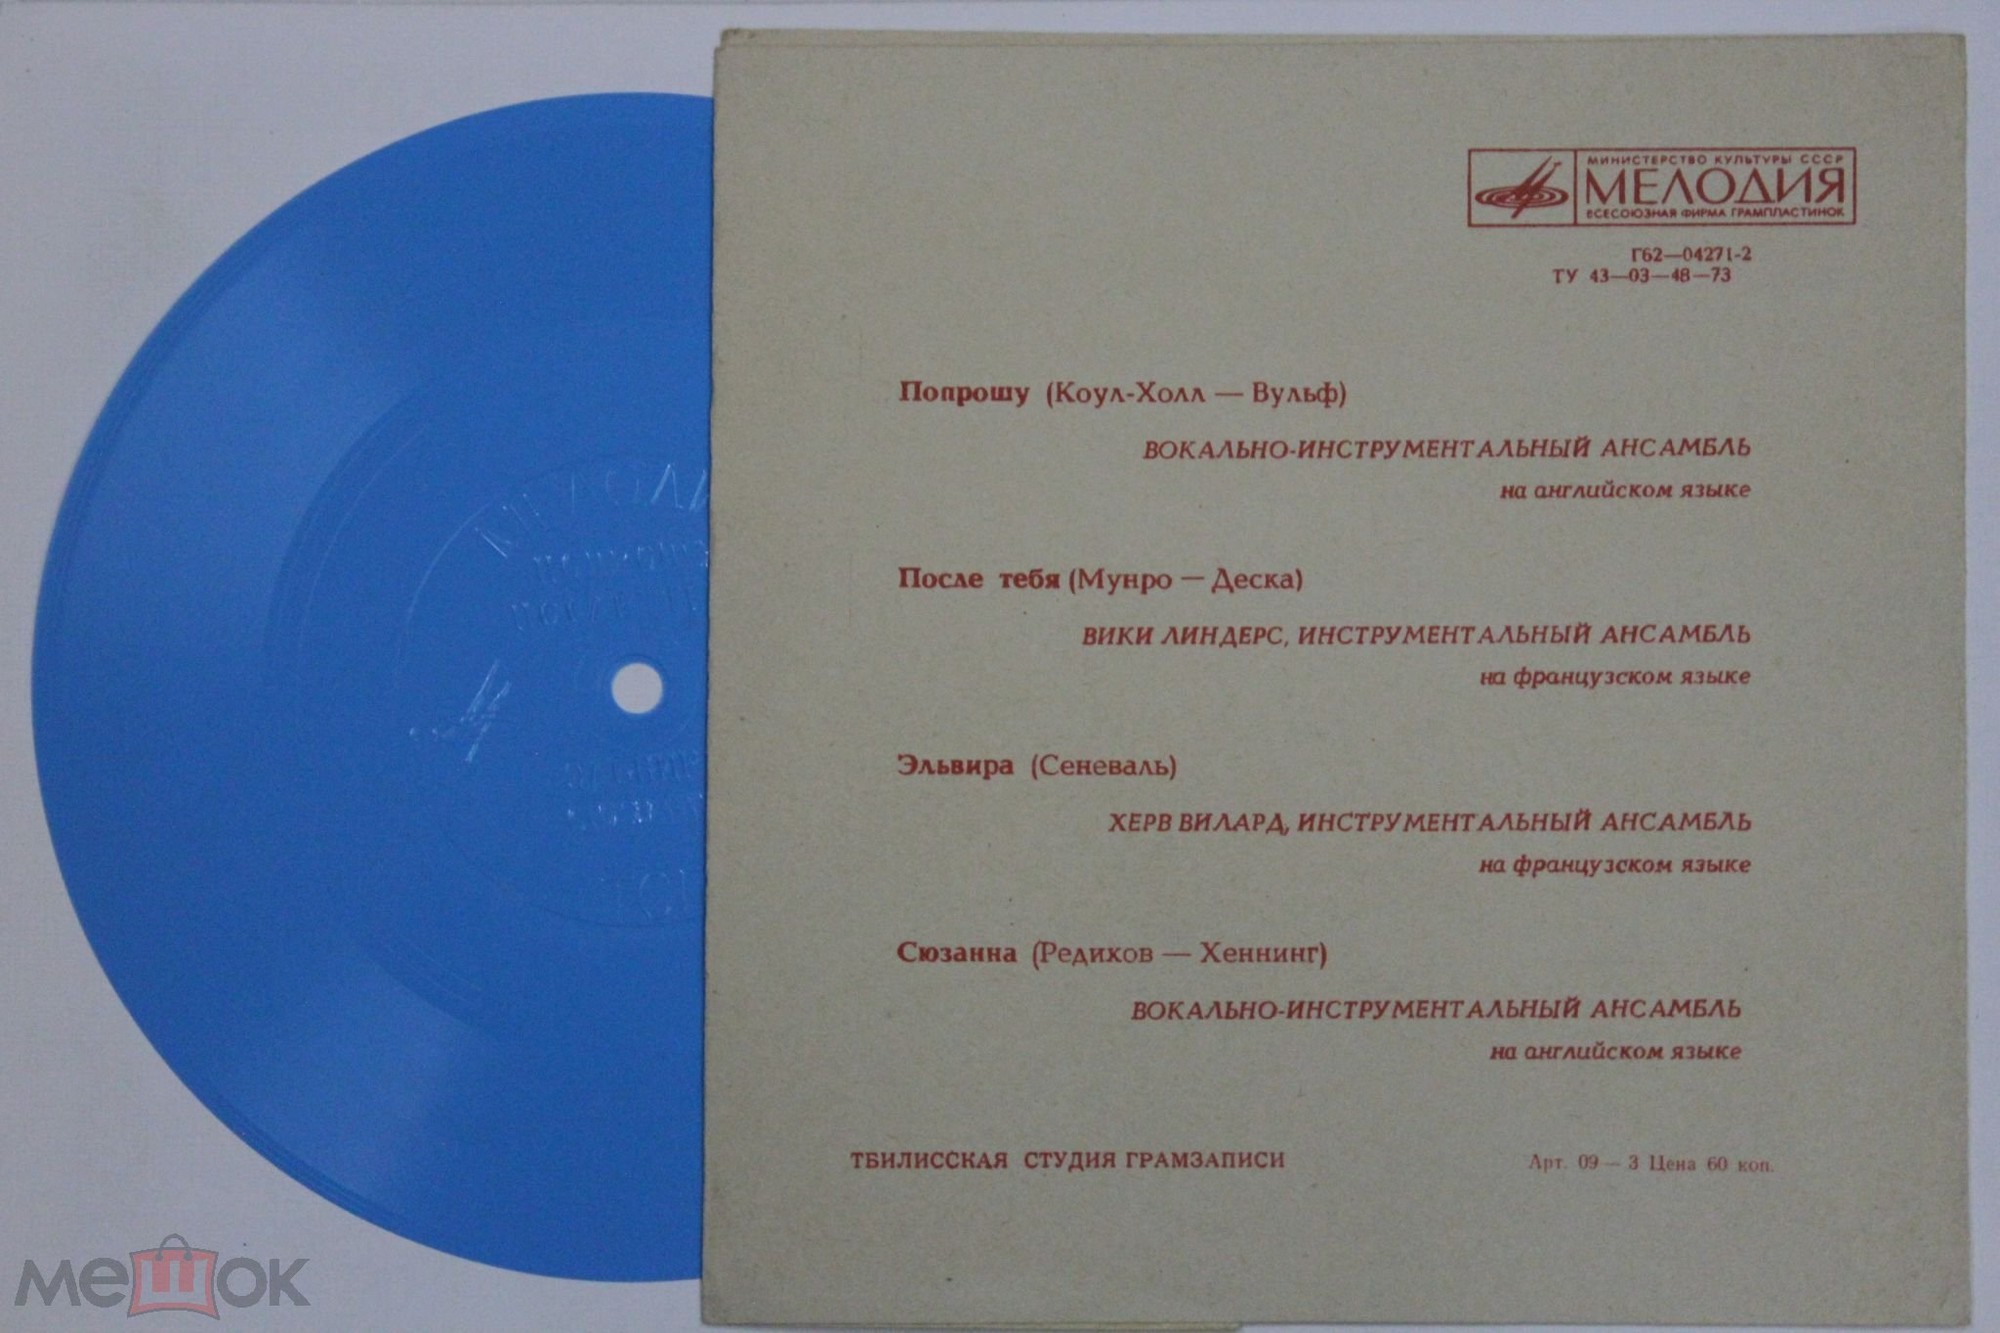 МИНИСТЕРСТВО КУЛЬТУРЫ СССР
МЕЛОДИЯ
ВСЕСОЮЗНАЯ ФИРМА ГРАМПЛАСТИНОК
Г62—04271-2
ТУ 43—03—48—73
Попрошу (Коул-Холл — Вульф)
ВОКАЛЬНО-ИНСТРУМЕНТАЛЬНЫЙ АНСАМБЛЬ
на английском языке
После тебя (Мунро — Деска)
ВИКИ ЛИНДЕРС, ИНСТРУМЕНТАЛЬНЫЙ АНСАМБЛЬ
на французском языке
Эльвира (Сеневаль)
ХЕРВ ВИЛАРД, ИНСТРУМЕНТАЛЬНЫЙ АНСАМБЛЬ
на французском языке
Сюзанна (Редиков — Хеннинг)
ВОКАЛЬНО-ИНСТРУМЕНТАЛЬНЫЙ АНСАМБЛЬ
на английском языке
ТБИЛИССКАЯ СТУДИЯ ГРАМЗАПИСИ
Арт. 09 — 3 Цена 60 коп.
мешок